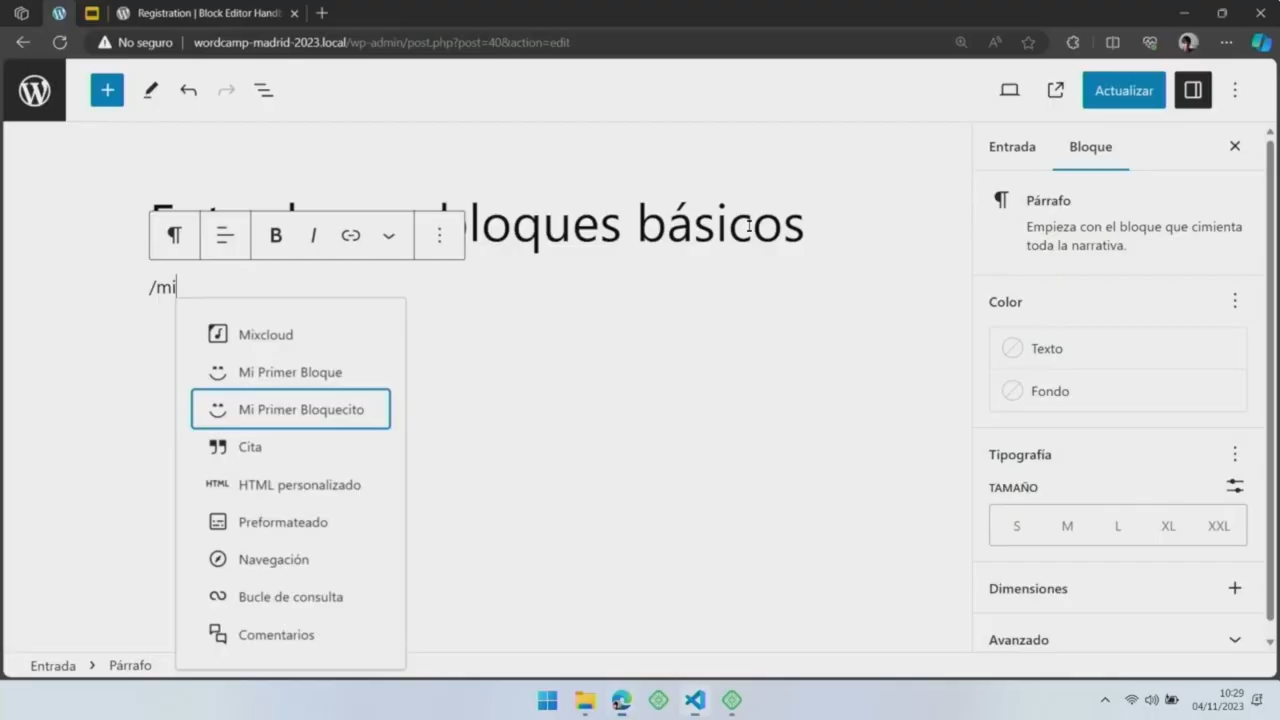 Registration | Block Editor Handb
No seguro | wordcamp-madrid-2023.local/wp-admin/post.php?post=40&action=edit
Actualizar
bloques básicos
B I
/mi
Mixcloud
Mi Primer Bloque
Mi Primer Bloquecito
Cita
HTML HTML personalizado
Preformateado
Navegación
Bucle de consulta
Comentarios
Entrada Bloque
Párrafo
Empieza con el bloque que cimienta
toda la narrativa.
Color
Texto
Fondo
Tipografía
TAMAÑO
S M L XL XXL
Dimensiones
Avanzado
Entrada > Párrafo
10:29
04/11/2023